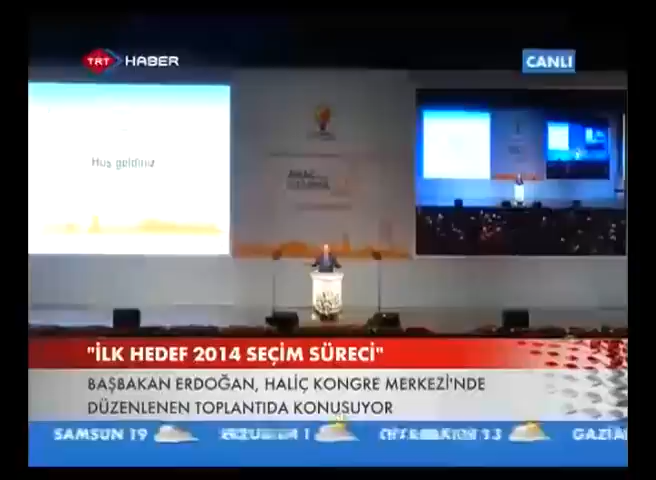 TRT HABER
CANLI
Hoş geldiniz
"İLK HEDEF 2014 SEÇİM SÜRECİ"
BAŞBAKAN ERDOĞAN, HALİÇ KONGRE MERKEZİ'NDE
DÜZENLENEN TOPLANTIDA KONUŞUYOR
SAMSUN 19